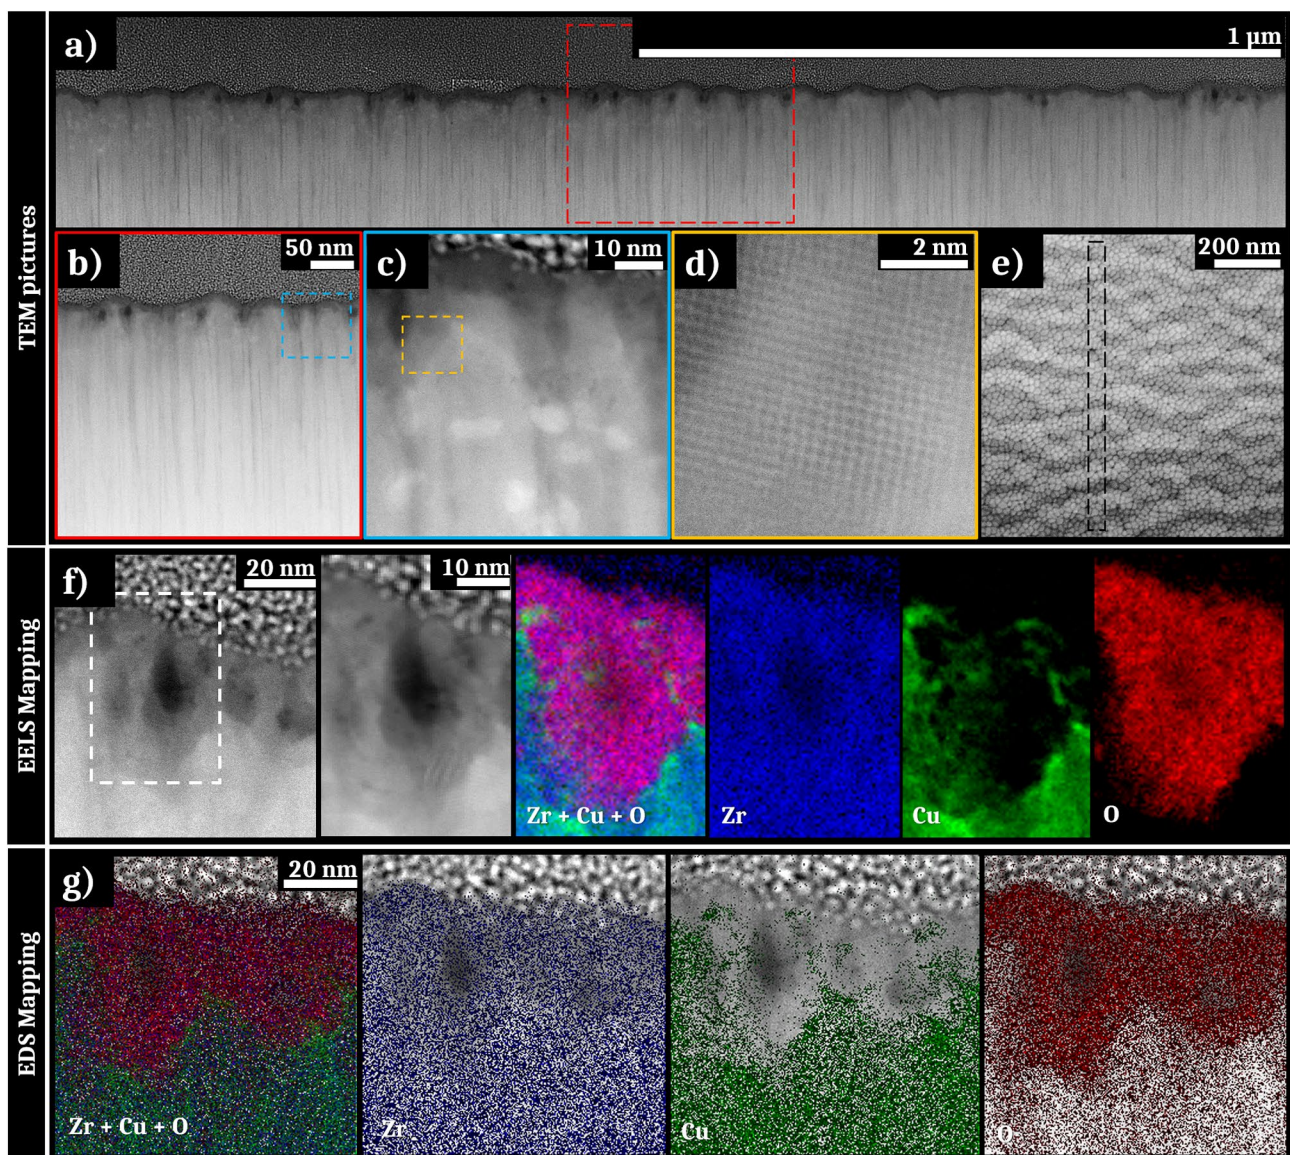 TEM pictures
a)
1 µm
b)
50 nm
c)
10 nm
d)
2 nm
e)
200 nm
EELS Mapping
f)
20 nm
10 nm
Zr + Cu + O
Zr
Cu
O
EDS Mapping
g)
20 nm
Zr + Cu + O
Zr
Cu
O